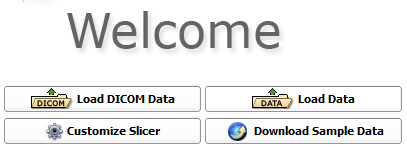 Welcome
DICOM Load DICOM Data
DATA Load Data
Customize Slicer
Download Sample Data